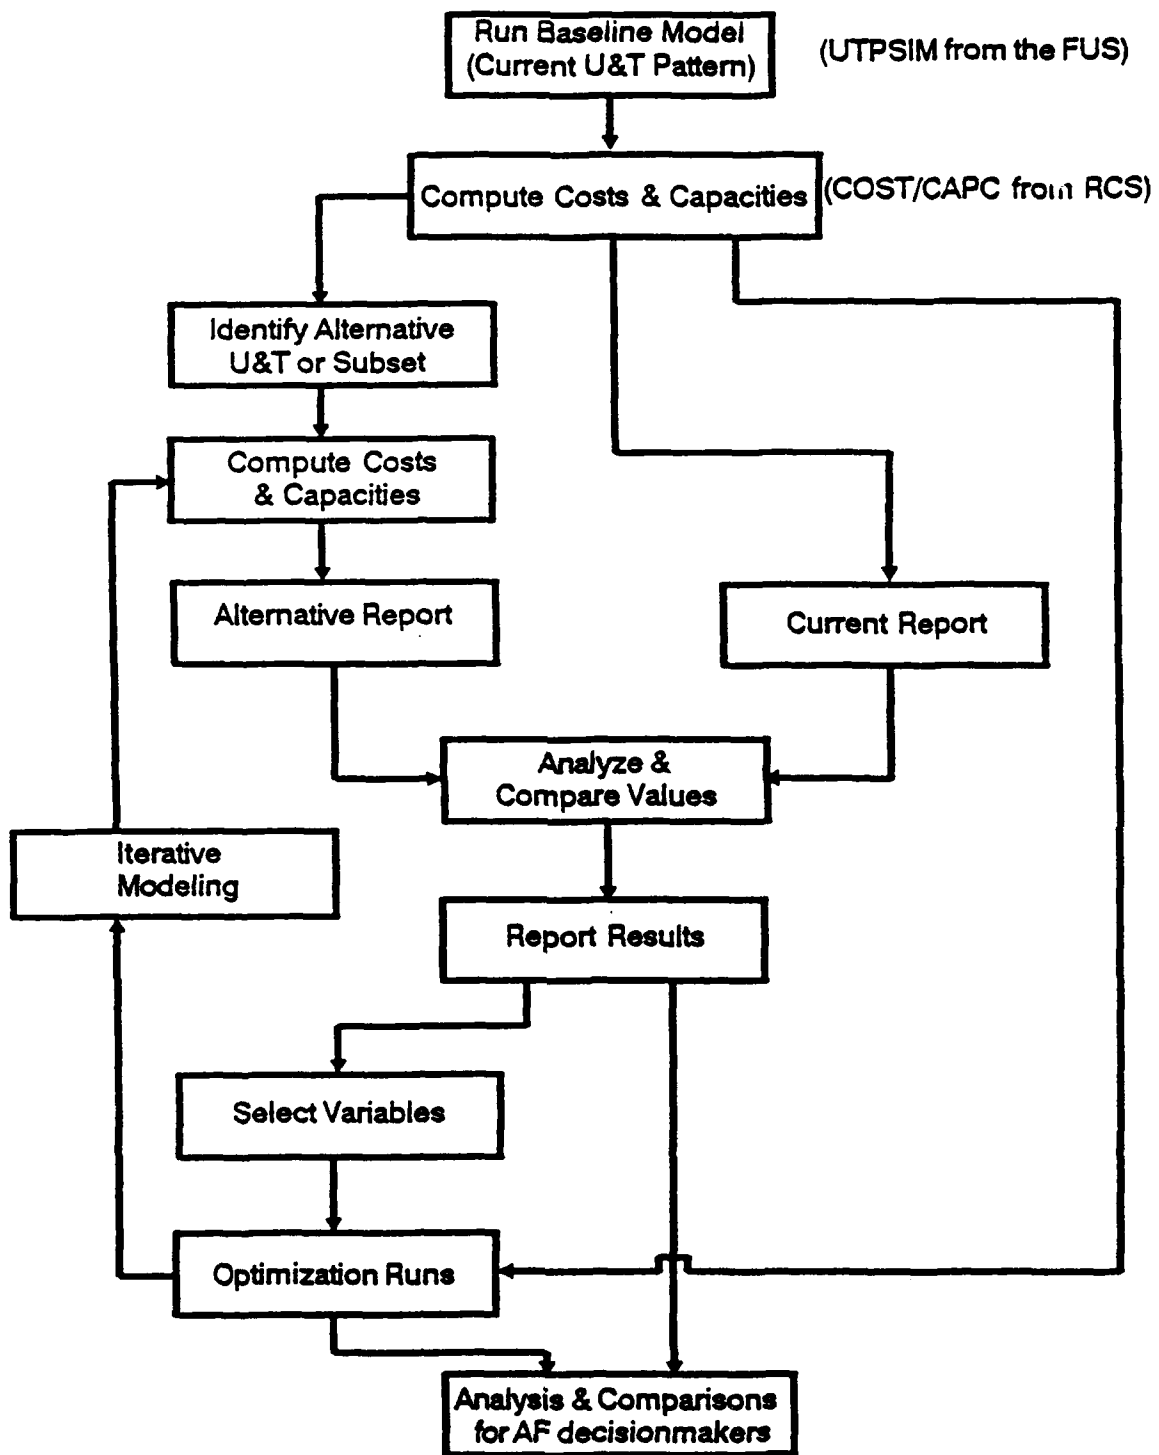 Run Baseline Model
(Current U&T Pattern)
(UTPSIM from the FUS)
Compute Costs & Capacities
(COST/CAPC from RCS)
Identify Alternative
U&T or Subset
Compute Costs
& Capacities
Alternative Report
Current Report
Analyze &
Compare Values
Iterative
Modeling
Report Results
Select Variables
Optimization Runs
Analysis & Comparisons
for AF decisionmakers